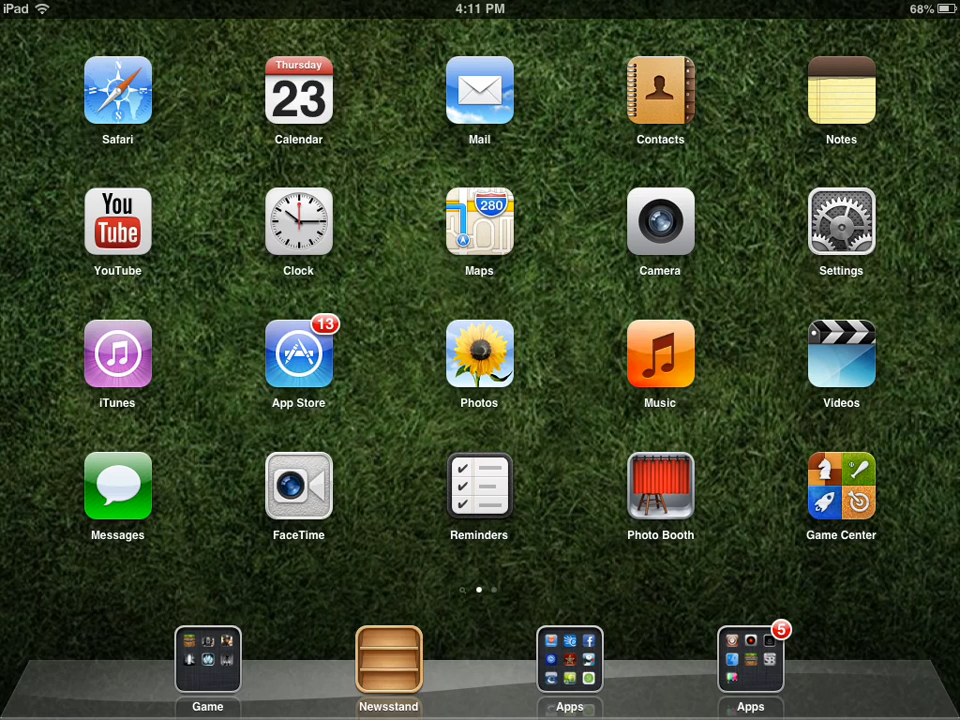 iPad 4:11 PM 68%
Thursday
23
Safari Calendar Mail Contacts Notes
You
Tube
280
YouTube Clock Maps Camera Settings
13
iTunes App Store Photos Music Videos
Messages FaceTime Reminders Photo Booth Game Center
5
Game Newsstand Apps Apps